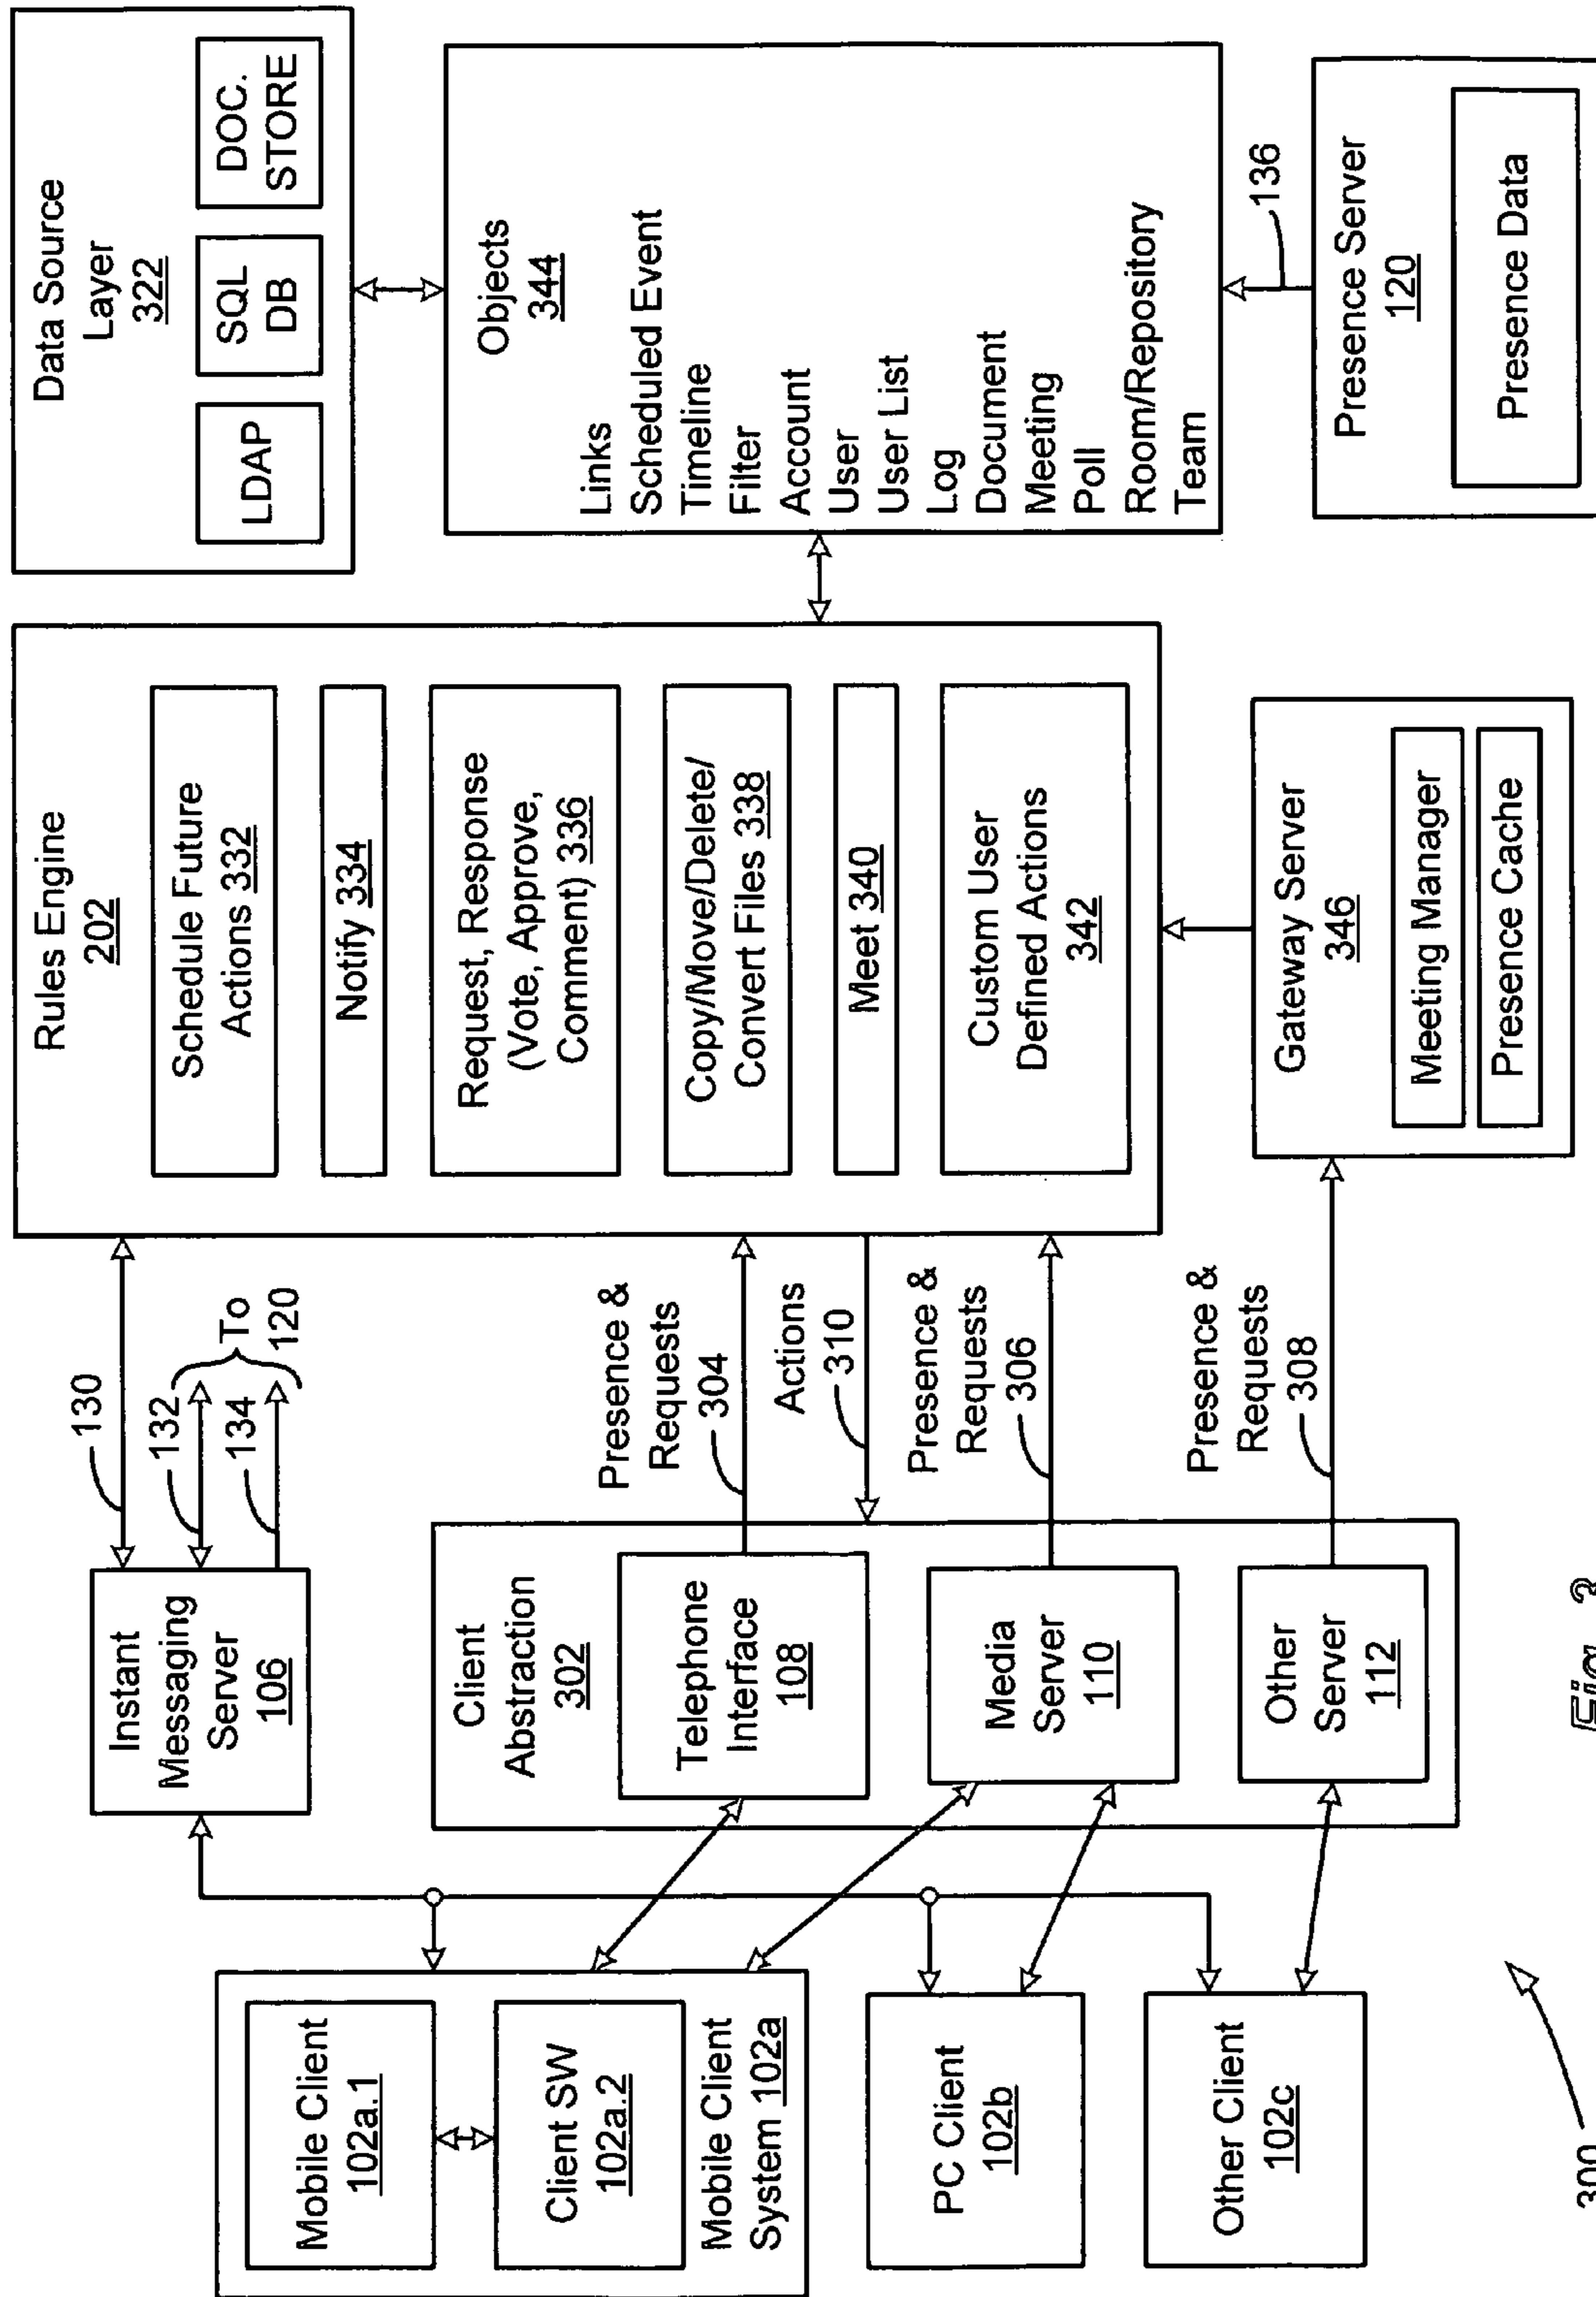 Mobile Client
102a.1
Client SW
102a.2
Mobile Client
System 102a
PC Client
102b
Other Client
102c
300
Instant
Messaging
Server
106
130
132
134
To
120
Client
Abstraction
302
Telephone
Interface
108
Media
Server
110
Other
Server
112
Presence &
Requests
304
Actions
310
Presence &
Requests
306
Presence &
Requests
308
Rules Engine
202
Schedule Future
Actions 332
Notify 334
Request, Response
(Vote, Approve,
Comment) 336
Copy/Move/Delete/
Convert Files 338
Meet 340
Custom User
Defined Actions
342
Gateway Server
346
Meeting Manager
Presence Cache
Data Source
Layer
322
LDAP
SQL
DB
DOC.
STORE
Objects
344
Links
Scheduled Event
Timeline
Filter
Account
User
User List
Log
Document
Meeting
Poll
Room/Repository
Team
136
Presence Server
120
Presence Data
Fig.